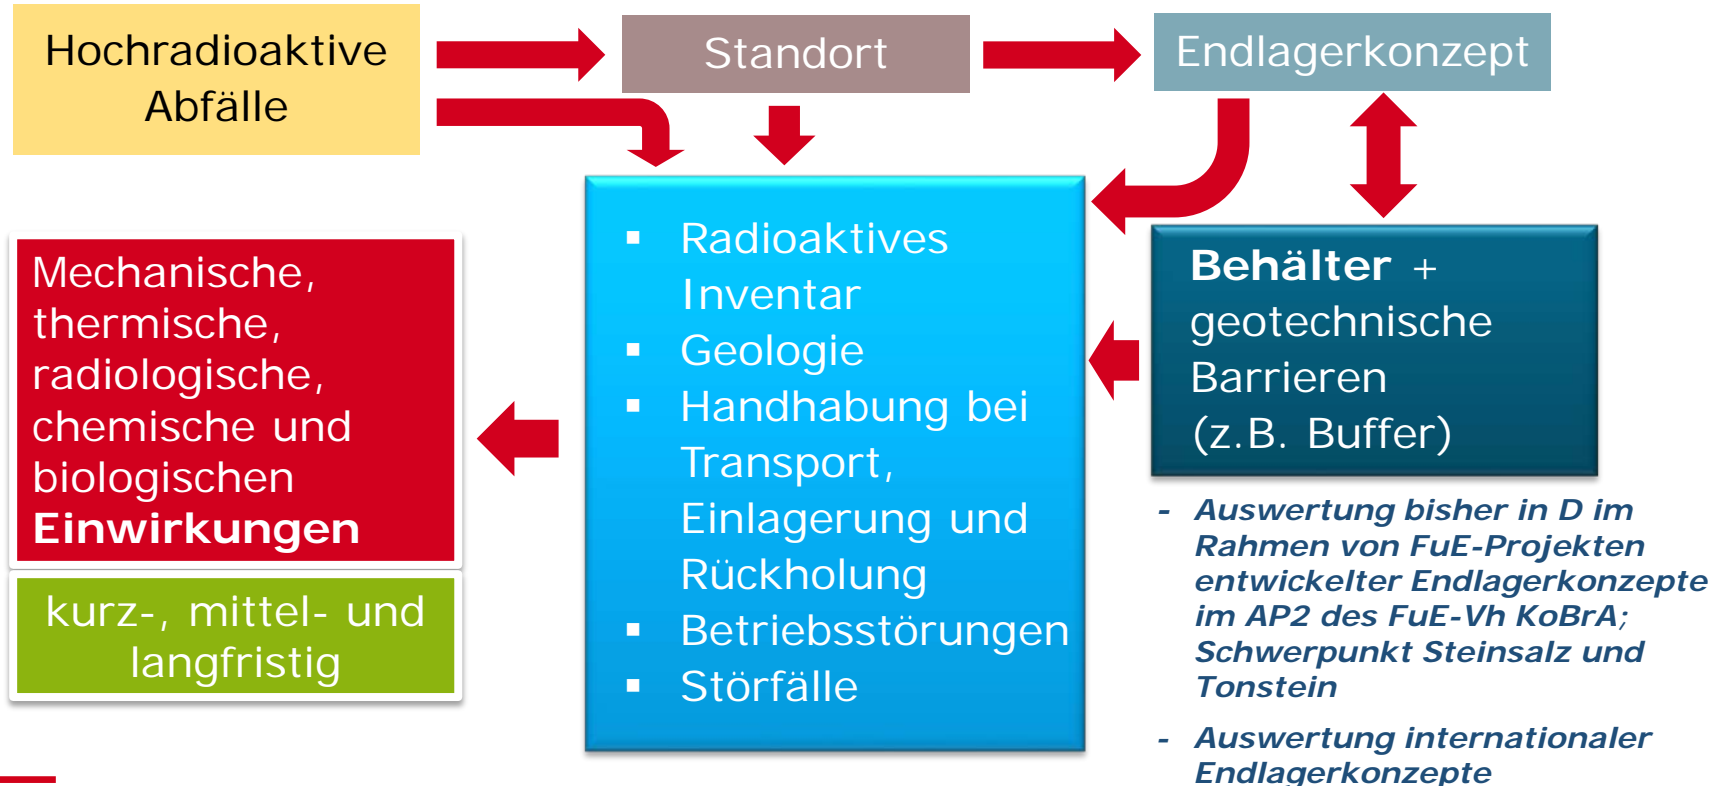 Hochradioaktive
Abfälle
Standort
Endlagerkonzept
Mechanische,
thermische,
radiologische,
chemische und
biologischen
Einwirkungen
kurz-, mittel- und
langfristig
▪ Radioaktives
Inventar
▪ Geologie
▪ Handhabung bei
Transport,
Einlagerung und
Rückholung
▪ Betriebsstörungen
▪ Störfälle
Behälter +
geotechnische
Barrieren
(z.B. Buffer)
- Auswertung bisher in D im
Rahmen von FuE-Projekten
entwickelter Endlagerkonzepte
im AP2 des FuE-Vh KoBrA;
Schwerpunkt Steinsalz und
Tonstein
- Auswertung internationaler
Endlagerkonzepte